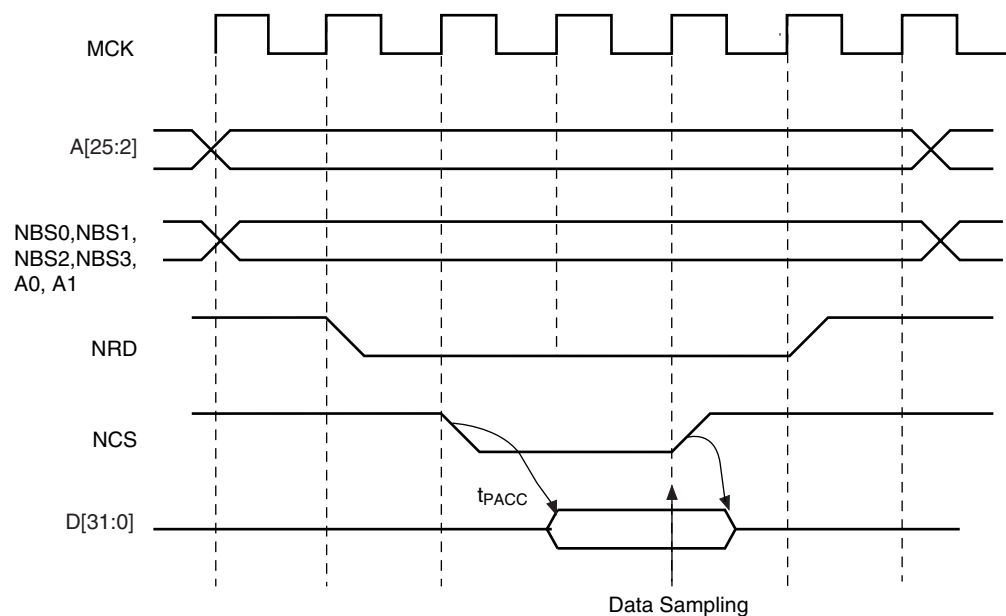 MCK
A[25:2]
NBS0,NBS1,
NBS2,NBS3,
A0, A1
NRD
NCS
tPACC
D[31:0]
Data Sampling